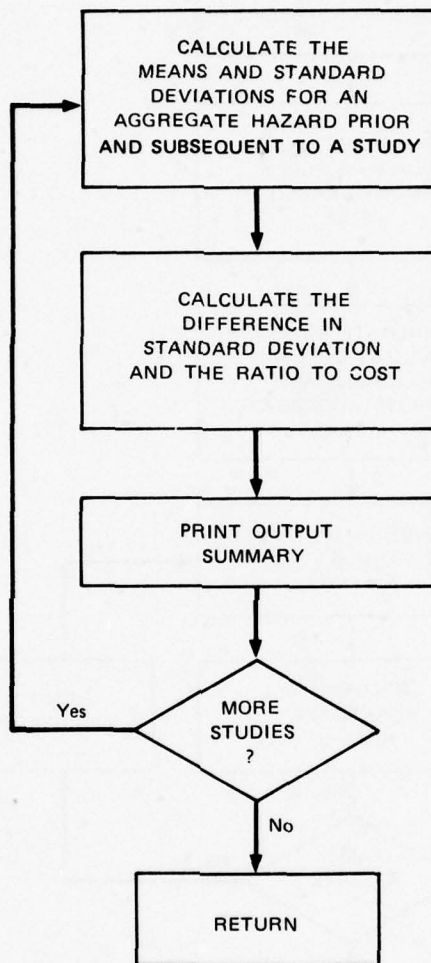 CALCULATE THE
MEANS AND STANDARD
DEVIATIONS FOR AN
AGGREGATE HAZARD PRIOR
AND SUBSEQUENT TO A STUDY
CALCULATE THE
DIFFERENCE IN
STANDARD DEVIATION
AND THE RATIO TO COST
PRINT OUTPUT
SUMMARY
MORE
STUDIES
?
Yes
No
RETURN